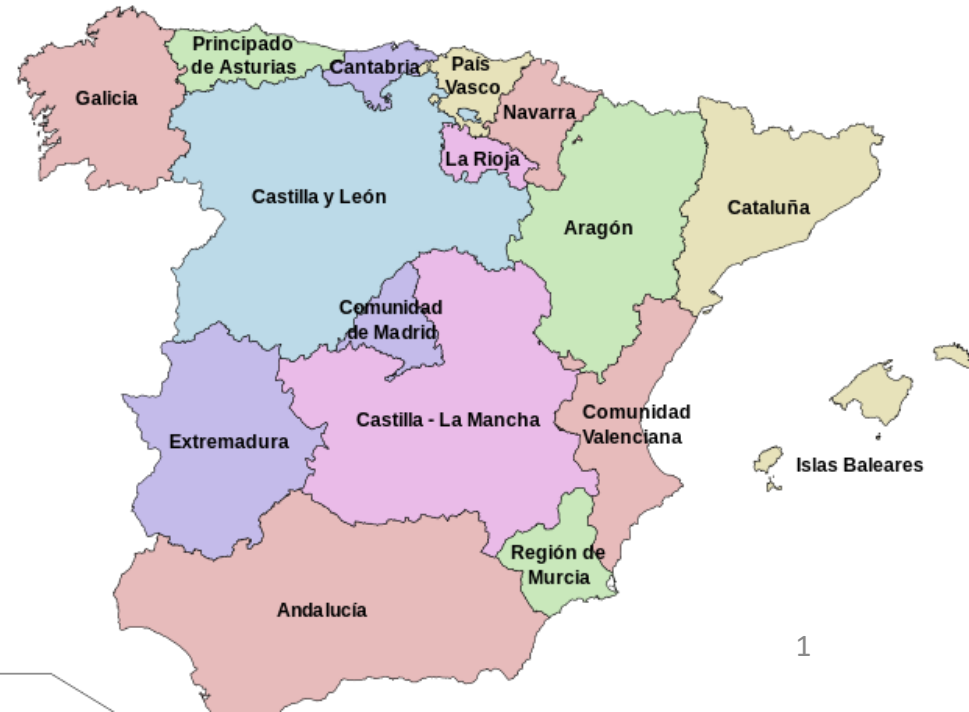 Principado
de Asturias
Cantabria
País
Vasco
Galicia
Navarra
La Rioja
Castilla y León
Aragón
Cataluña
Comunidad
de Madrid
Castilla - La Mancha
Comunidad
Valenciana
Extremadura
Islas Baleares
Región de
Murcia
Andalucía
1